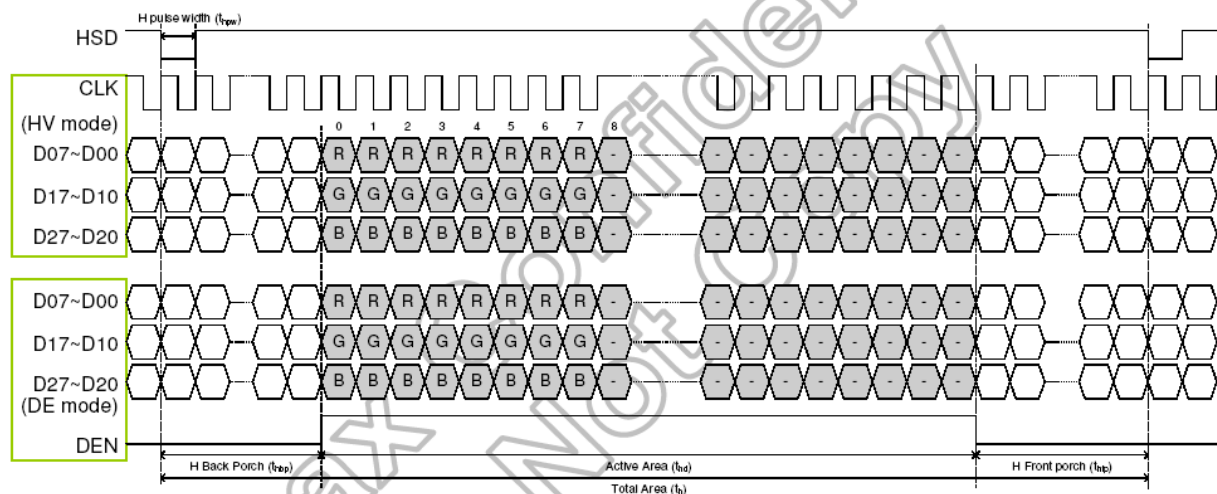 H pulse width (thpw)
HSD
CLK
(HV mode)
0 1 2 3 4 5 6 7 8
D07~D00 R R R R R R R R - - - - - - - - -
D17~D10 G G G G G G G G - - - - - - - - -
D27~D20 B B B B B B B B - - - - - - - - -
D07~D00 R R R R R R R R - - - - - - - - -
D17~D10 G G G G G G G G - - - - - - - - -
D27~D20 B B B B B B B B - - - - - - - - -
(DE mode)
DEN
H Back Porch (thbp) Active Area (thd) H Front porch (thfp)
Total Area (th)
Not Copy